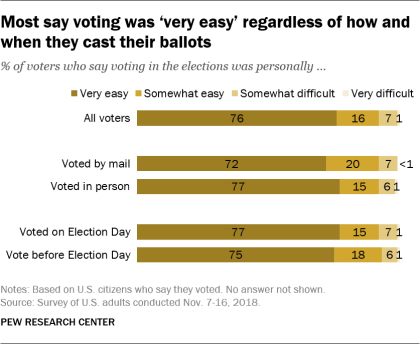 Most say voting was ‘very easy’ regardless of how and
when they cast their ballots
% of voters who say voting in the elections was personally ...
Very easy Somewhat easy Somewhat difficult Very difficult
All voters 76 16 7 1
Voted by mail 72 20 7 <1
Voted in person 77 15 6 1
Voted on Election Day 77 15 7 1
Vote before Election Day 75 18 6 1
Notes: Based on U.S. citizens who say they voted. No answer not shown.
Source: Survey of U.S. adults conducted Nov. 7-16, 2018.
PEW RESEARCH CENTER